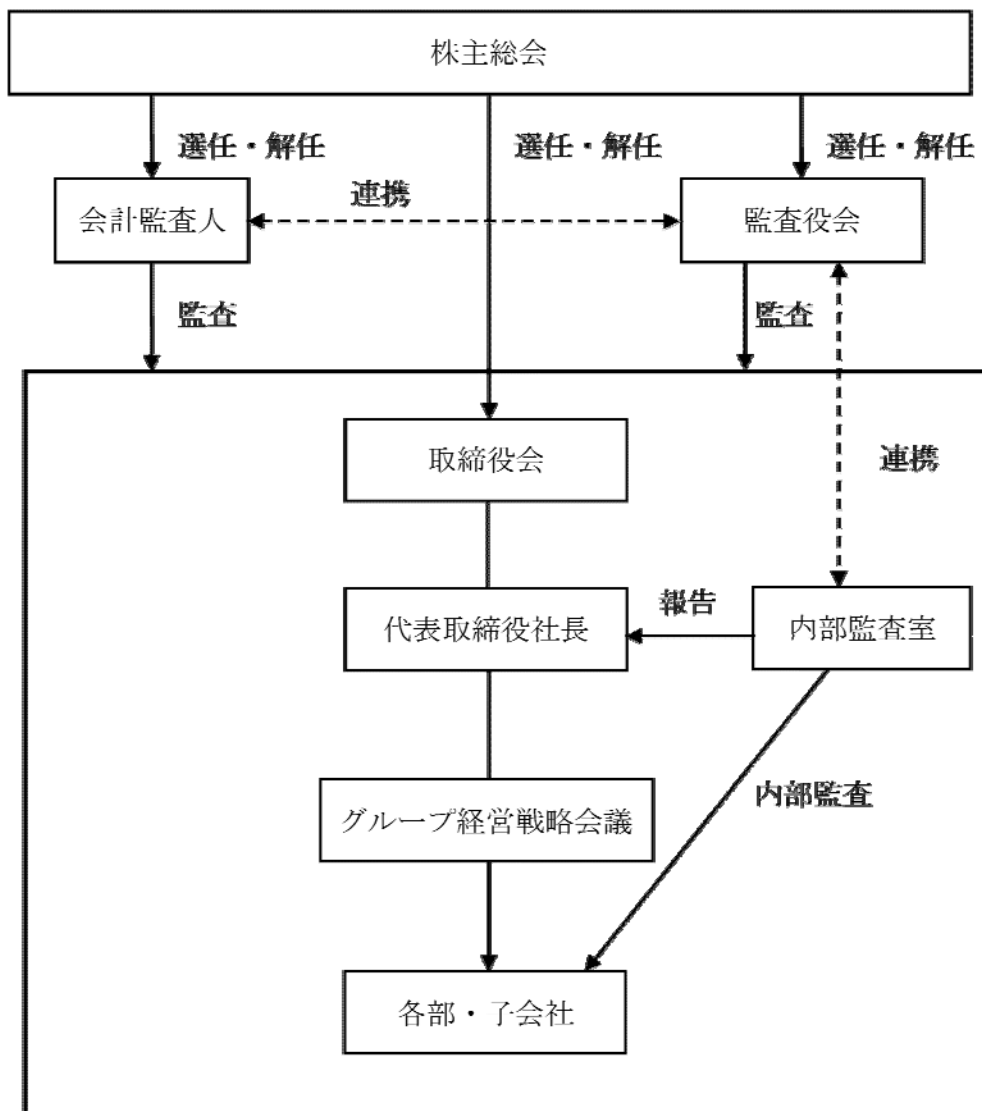 株主総会
選任・解任
選任・解任
選任・解任
連携
会計監査人
監査役会
監査
監査
取締役会
連携
報告
代表取締役社長
内部監査室
グループ経営戦略会議
内部監査
各部・子会社